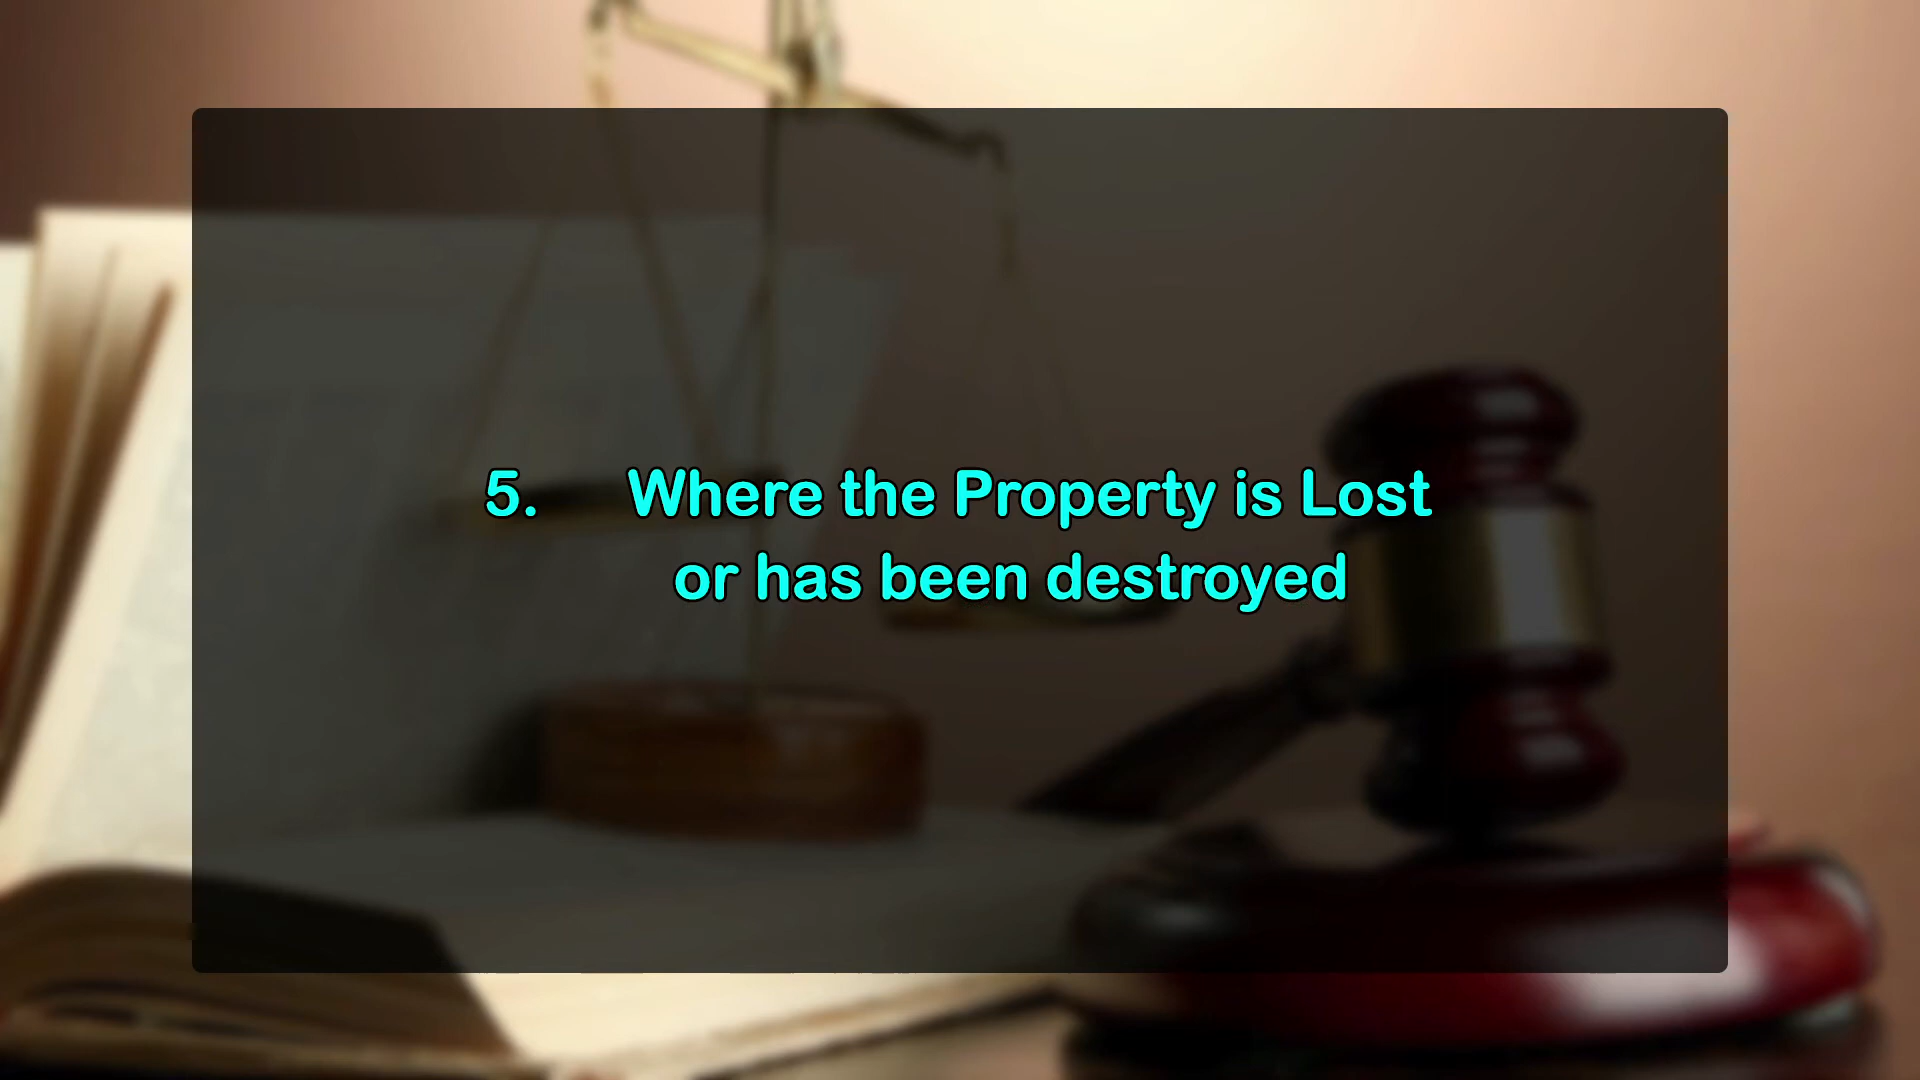 5. Where the Property is Lost
or has been destroyed